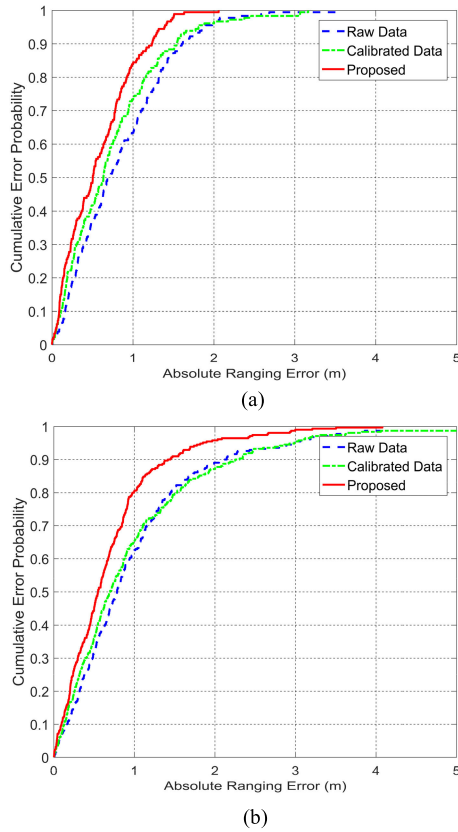 1
0.9
0.8
0.7
0.6
0.5
0.4
0.3
0.2
0.1
0
Cumulative Error Probability
Raw Data
Calibrated Data
Proposed
0 1 2 3 4 5
Absolute Ranging Error (m)
(a)
1
0.9
0.8
0.7
0.6
0.5
0.4
0.3
0.2
0.1
0
Cumulative Error Probability
Raw Data
Calibrated Data
Proposed
0 1 2 3 4 5
Absolute Ranging Error (m)
(b)